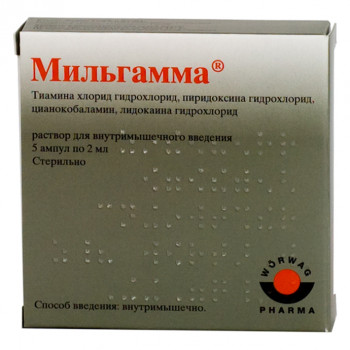 Мильгамма®
Тиамина хлорид гидрохлорид, пиридоксина гидрохлорид,
цианокобаламин, лидокаина гидрохлорид
раствор для внутримышечного введения
5 ампул по 2 мл
Стерильно
WÖRWAG
PHARMA
Способ введения: внутримышечно.